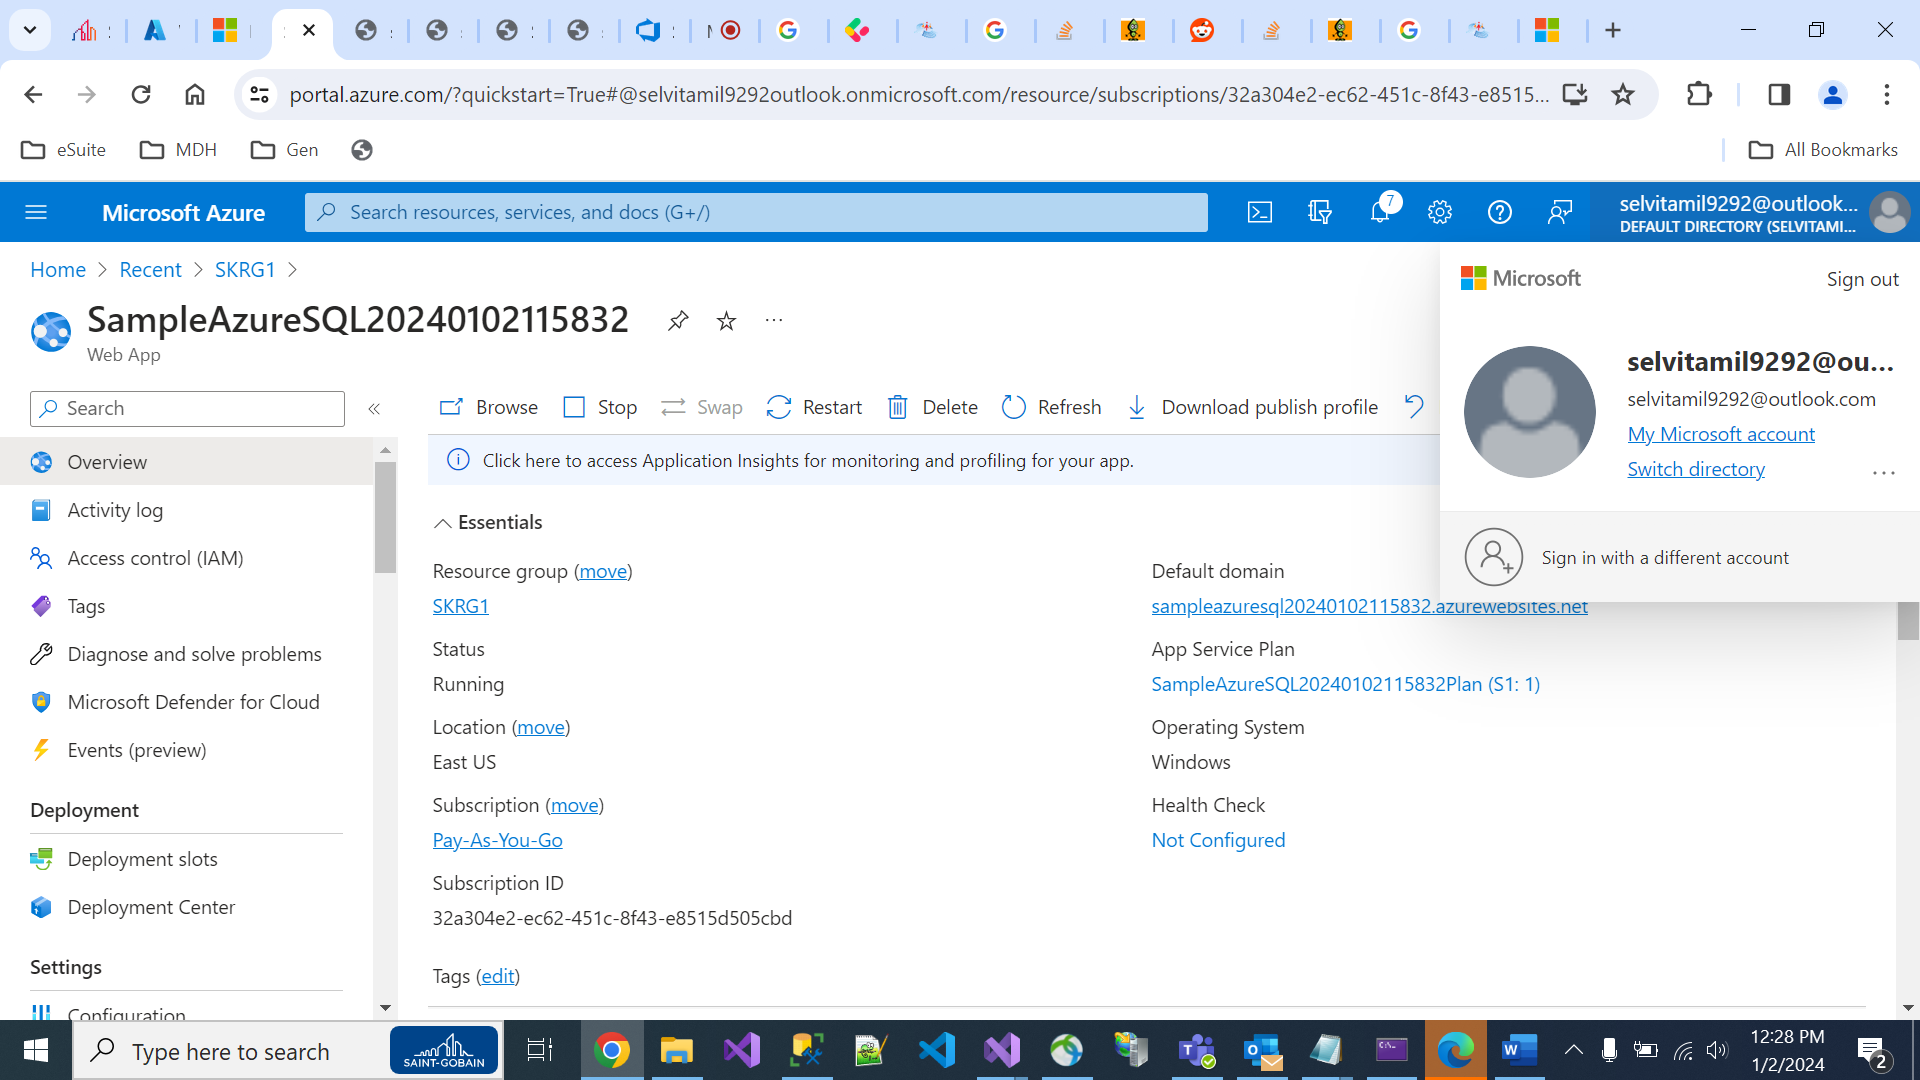 portal.azure.com/?quickstart=True#@selvitamil9292outlook.onmicrosoft.com/resource/subscriptions/32a304e2-ec62-451c-8f43-e8515...
eSuite
MDH
Gen
All Bookmarks
Microsoft Azure
Search resources, services, and docs (G+/)
7
selvitamil9292@outlook...
DEFAULT DIRECTORY (SELVITAMI...
Home
Recent
SKRG1
SampleAzureSQL20240102115832
Web App
Microsoft
Sign out
selvitamil9292@ou...
selvitamil9292@outlook.com
My Microsoft account
Switch directory
Sign in with a different account
Search
Browse
Stop
Swap
Restart
Delete
Refresh
Download publish profile
Click here to access Application Insights for monitoring and profiling for your app.
Overview
Activity log
Access control (IAM)
Tags
Diagnose and solve problems
Microsoft Defender for Cloud
Events (preview)
Deployment
Deployment slots
Deployment Center
Settings
Configuration
Essentials
Resource group (move)
SKRG1
Status
Running
Location (move)
East US
Subscription (move)
Pay-As-You-Go
Subscription ID
32a304e2-ec62-451c-8f43-e8515d505cbd
Tags (edit)
Default domain
sampleazuresql20240102115832.azurewebsites.net
App Service Plan
SampleAzureSQL20240102115832Plan (S1: 1)
Operating System
Windows
Health Check
Not Configured
Type here to search
SAINT-GOBAIN
12:28 PM
1/2/2024
2